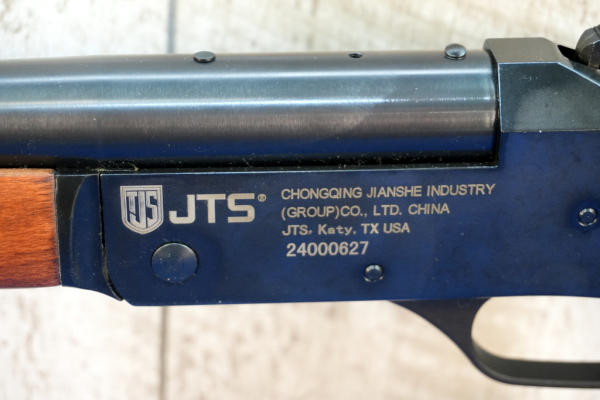 JTS
JTS®
CHONGQING JIANSHE INDUSTRY
(GROUP)CO., LTD. CHINA
JTS. Katy, TX USA
24000627